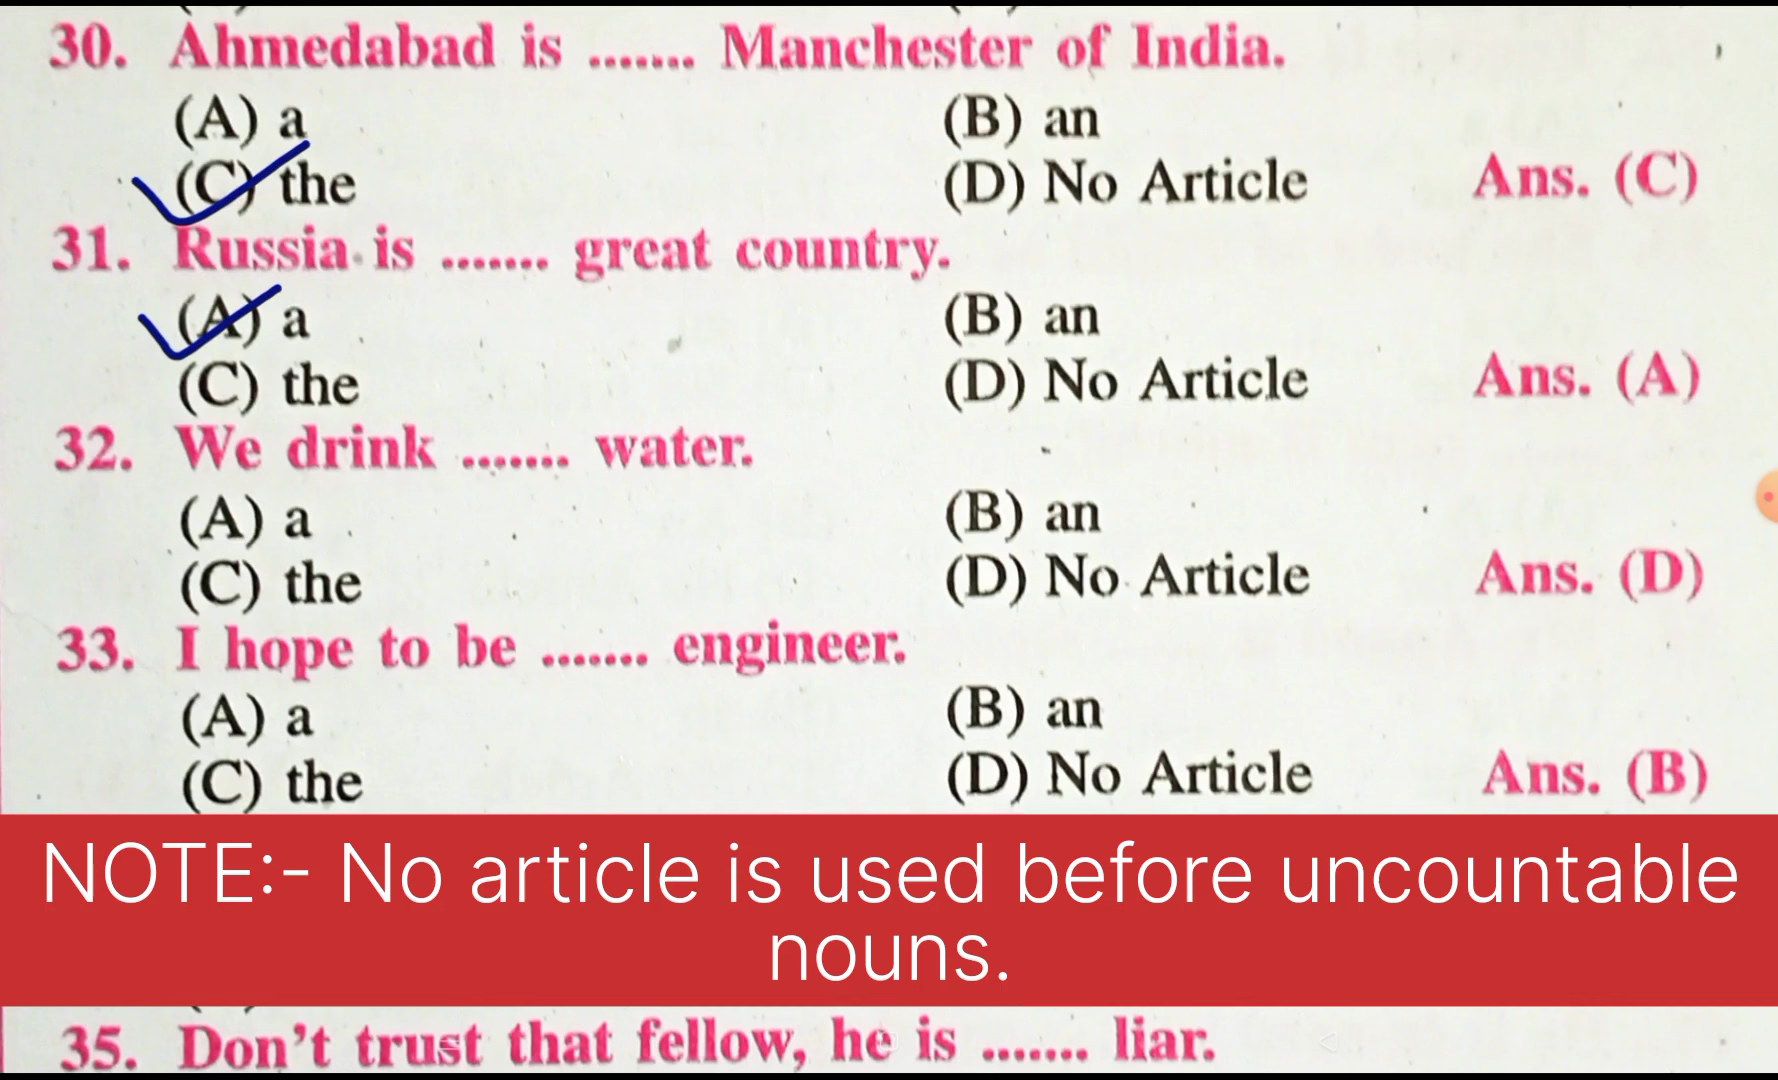 30. Ahmedabad is ....... Manchester of India.
(A) a (B) an
(C) the (D) No Article Ans. (C)
31. Russia is ....... great country.
(A) a (B) an
(C) the (D) No Article Ans. (A)
32. We drink ....... water.
(A) a (B) an
(C) the (D) No Article Ans. (D)
33. I hope to be ....... engineer.
(A) a (B) an
(C) the (D) No Article Ans. (B)
NOTE:- No article is used before uncountable
nouns.
35. Don't trust that fellow, he is ....... liar.